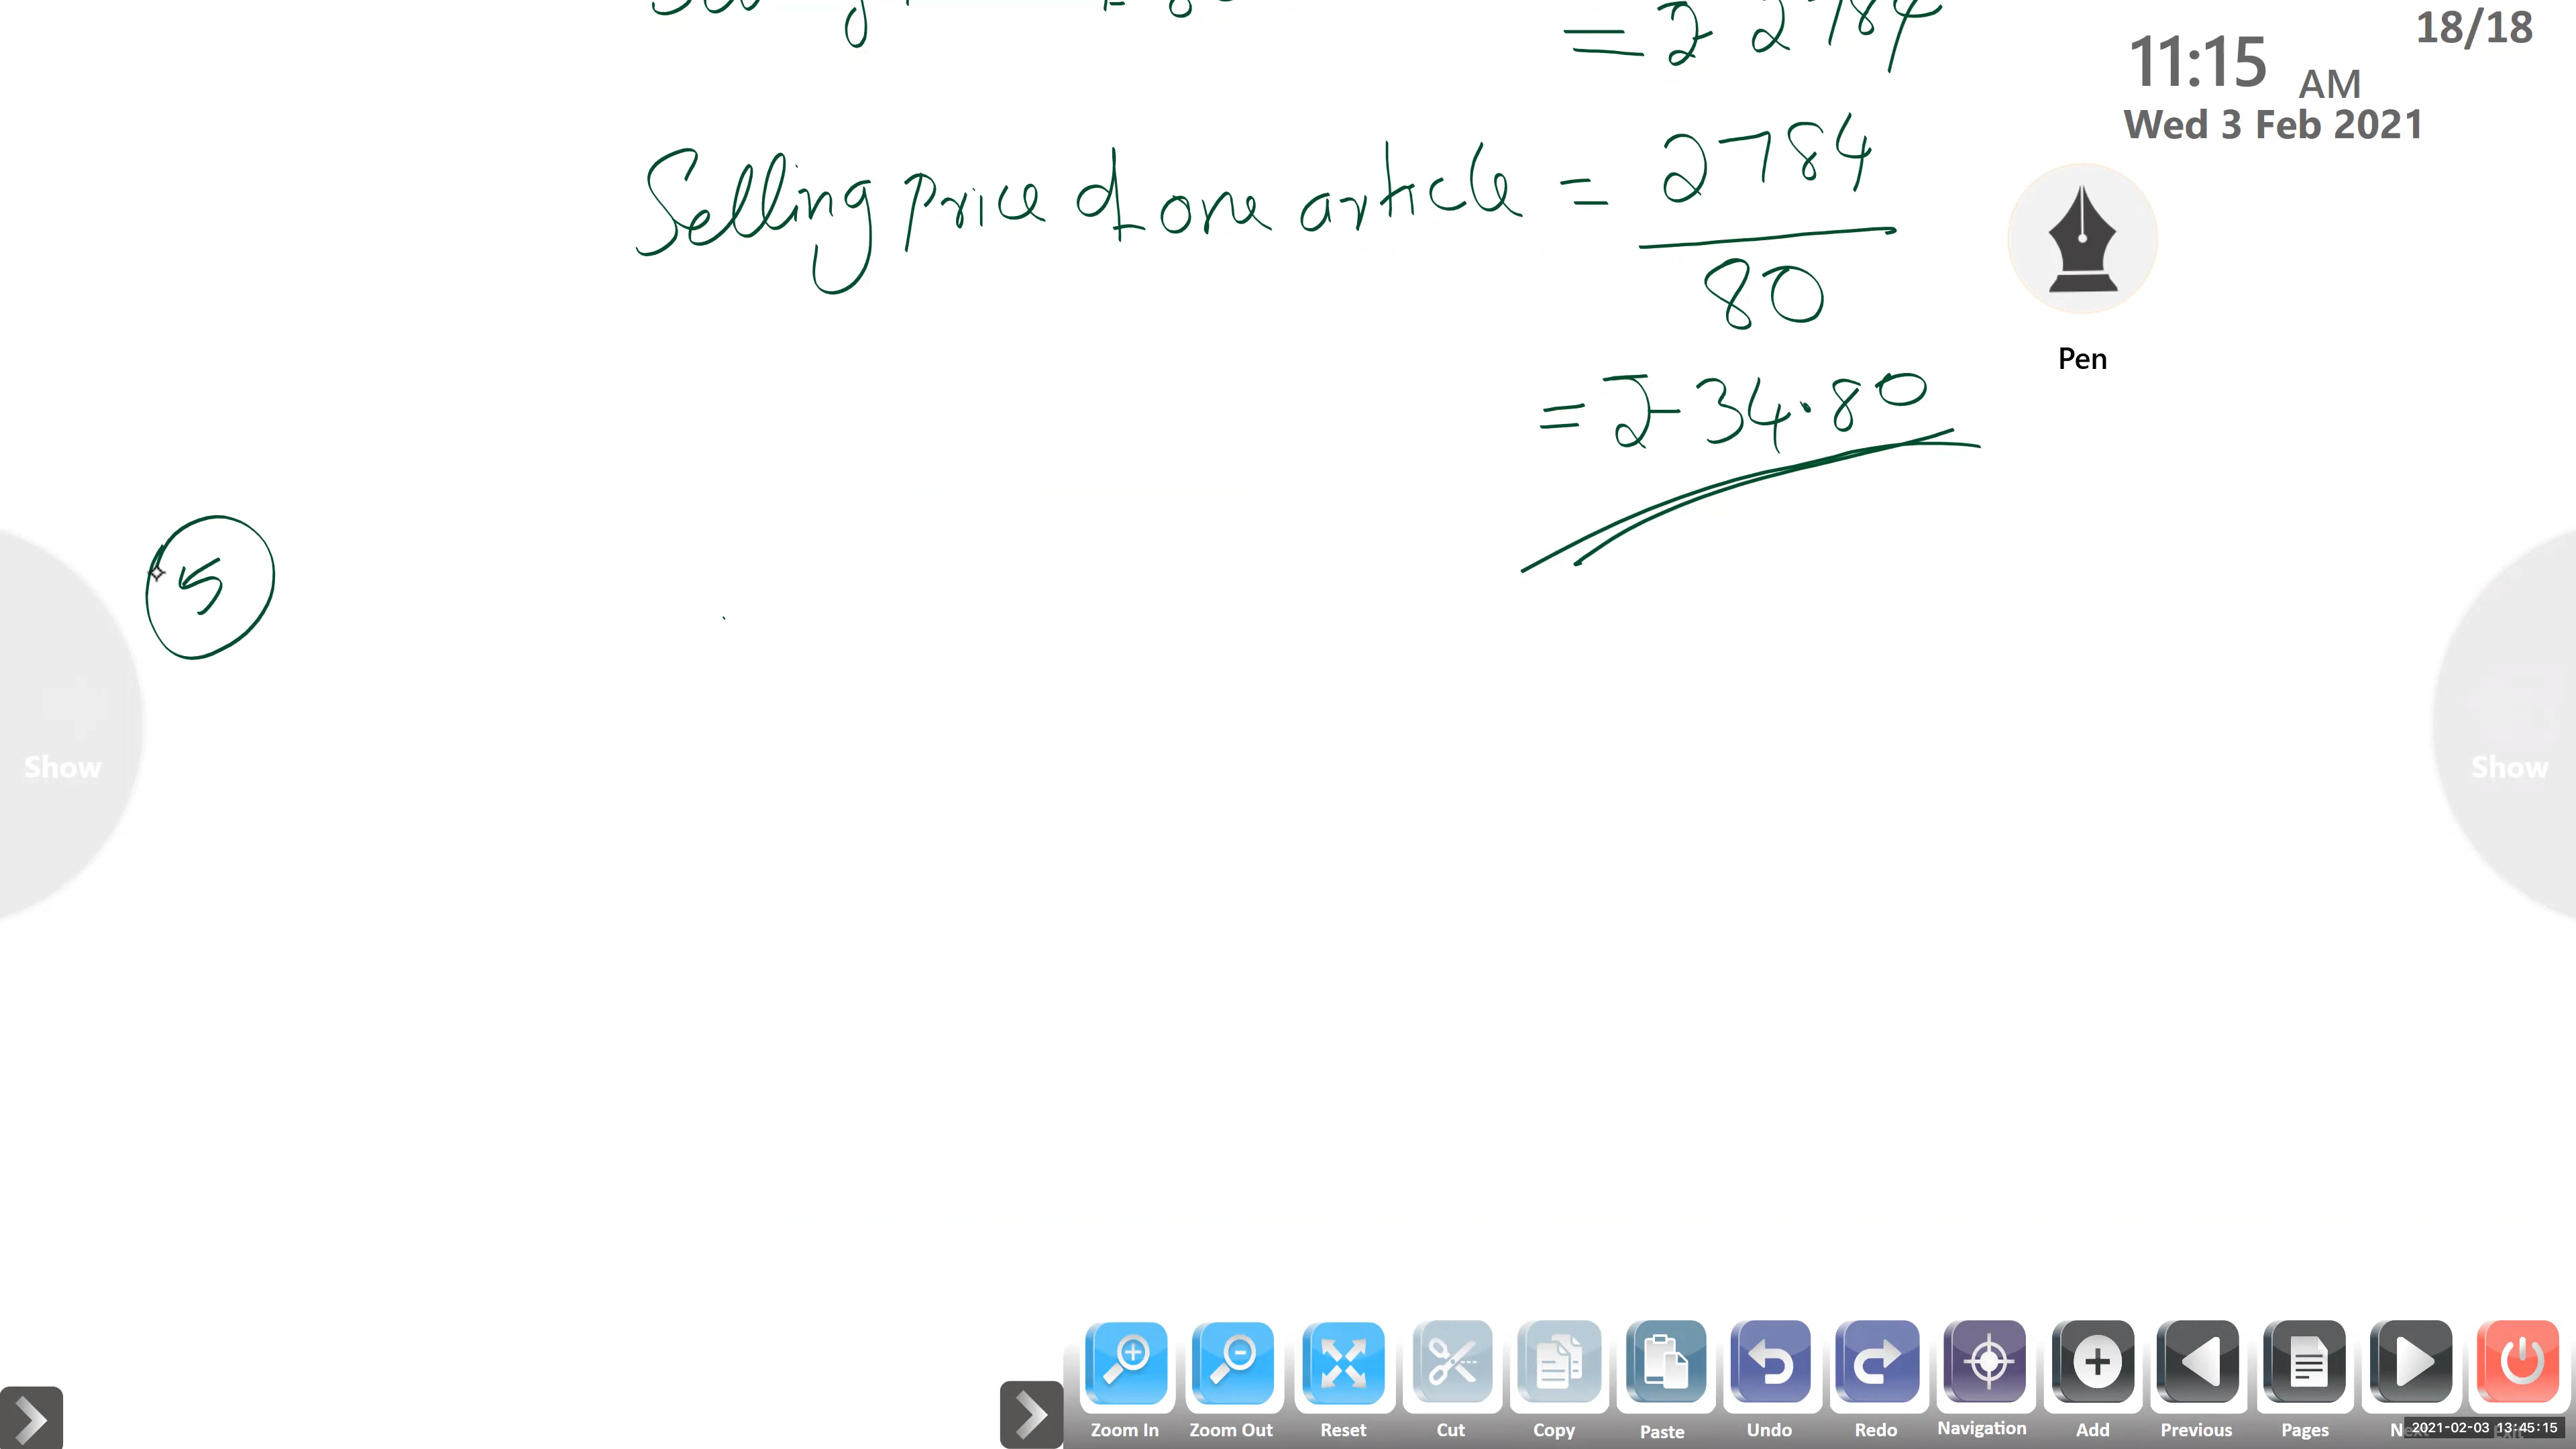 = ₹ 2784
18/18
11:15 AM
Wed 3 Feb 2021
Selling Price of one article = 2784
80
Pen
= ₹ 34.80
5
Show
Show
Zoom In Zoom Out Reset Cut Copy Paste Undo Redo Navigation Add Previous Pages
2021-02-03 13:45:15